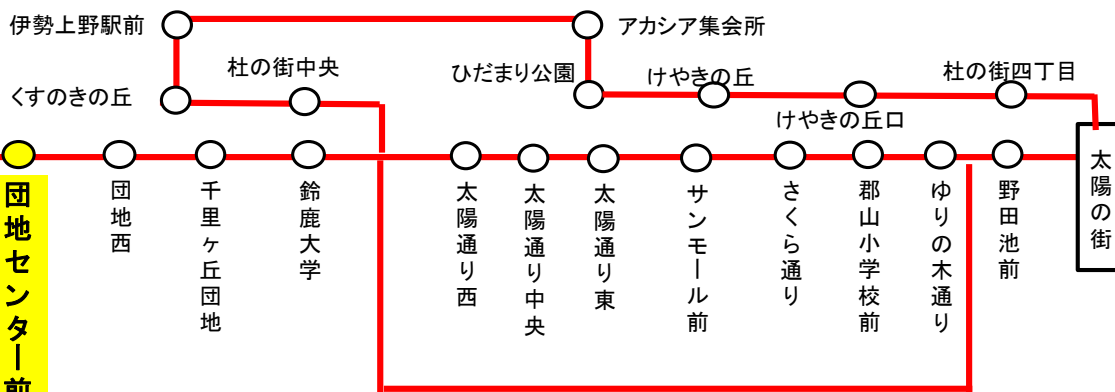 伊勢上野駅前
アカシア集会所
杜の街中央
ひだまり公園
けやきの丘
杜の街四丁目
くすのきの丘
けやきの丘口
団地センター前
団地西
千里ヶ丘団地
鈴鹿大学
太陽通り西
太陽通り中央
太陽通り東
サンモール前
さくら通り
郡山小学校前
ゆりの木通り
野田池前
太陽の街